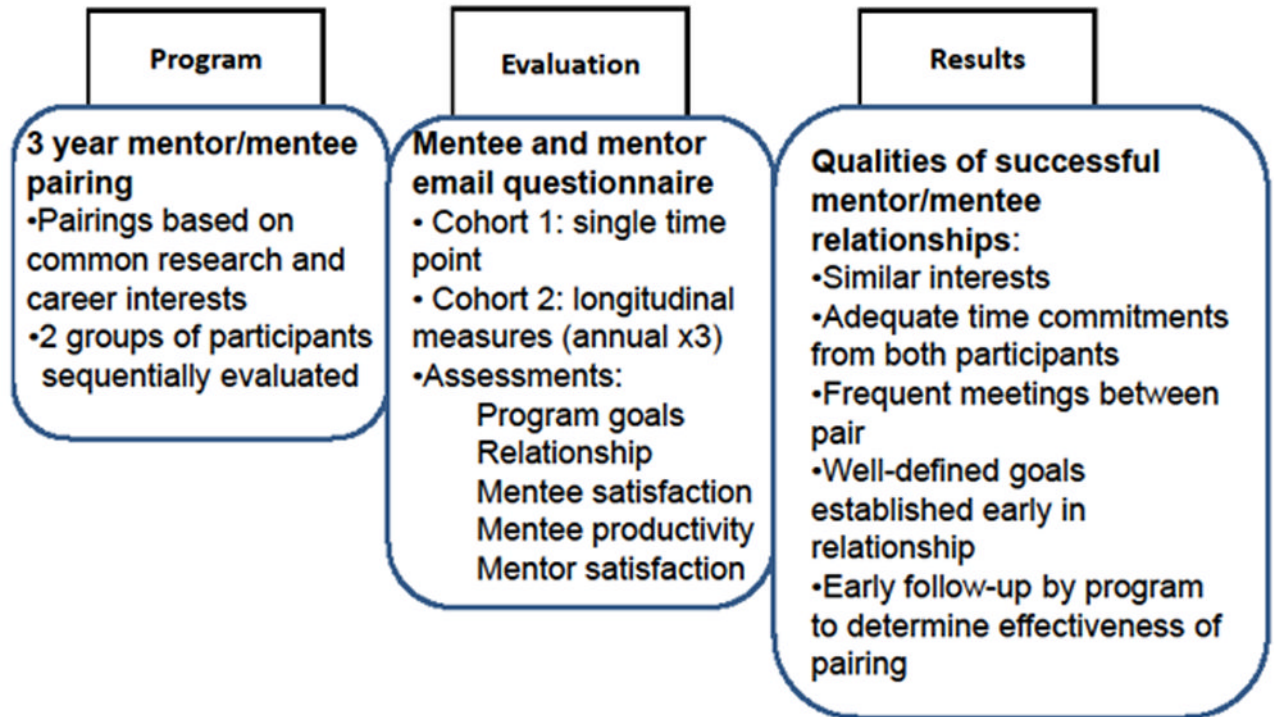 Program
3 year mentor/mentee
pairing
•Pairings based on
common research and
career interests
•2 groups of participants
sequentially evaluated
Evaluation
Mentee and mentor
email questionnaire
• Cohort 1: single time
point
• Cohort 2: longitudinal
measures (annual x3)
•Assessments:
Program goals
Relationship
Mentee satisfaction
Mentee productivity
Mentor satisfaction
Results
Qualities of successful
mentor/mentee
relationships:
•Similar interests
•Adequate time commitments
from both participants
•Frequent meetings between
pair
•Well-defined goals
established early in
relationship
•Early follow-up by program
to determine effectiveness of
pairing